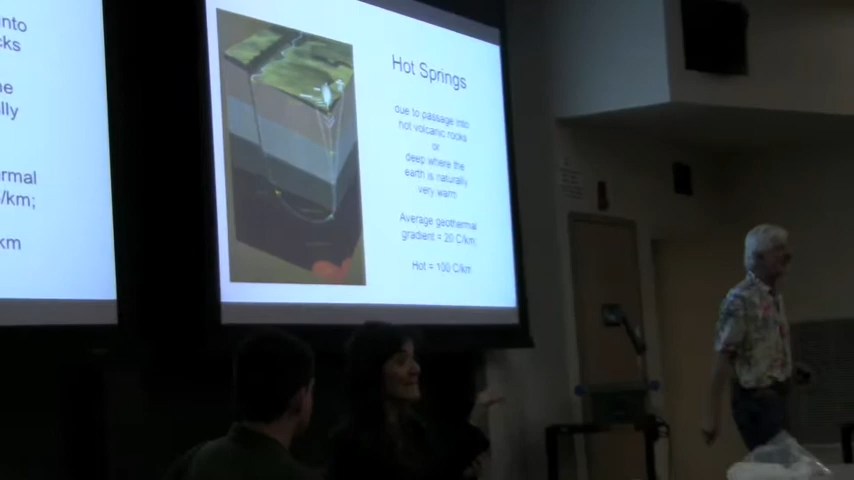 nto
cks
ne
lly
rmal
/km;
km
Hot Springs
due to passage into
hot volcanic rocks
or
deep where the
earth is naturally
very warm
Average geothermal
gradient = 20 C/km;
Hot = 100 C/km